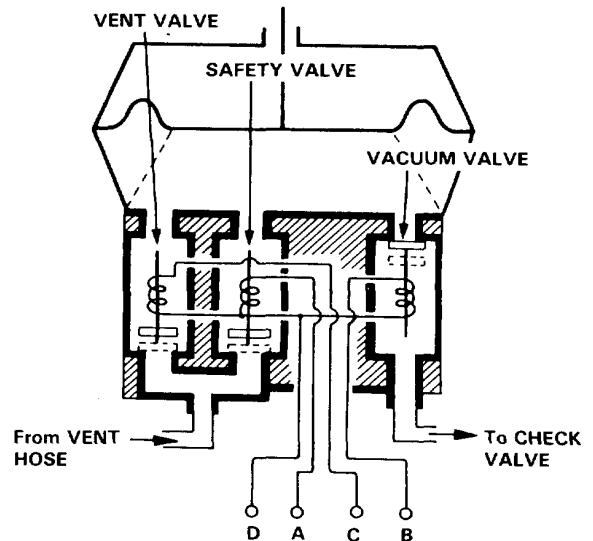 VENT VALVE
SAFETY VALVE
VACUUM VALVE
From VENT
HOSE
To CHECK
VALVE
D A C B